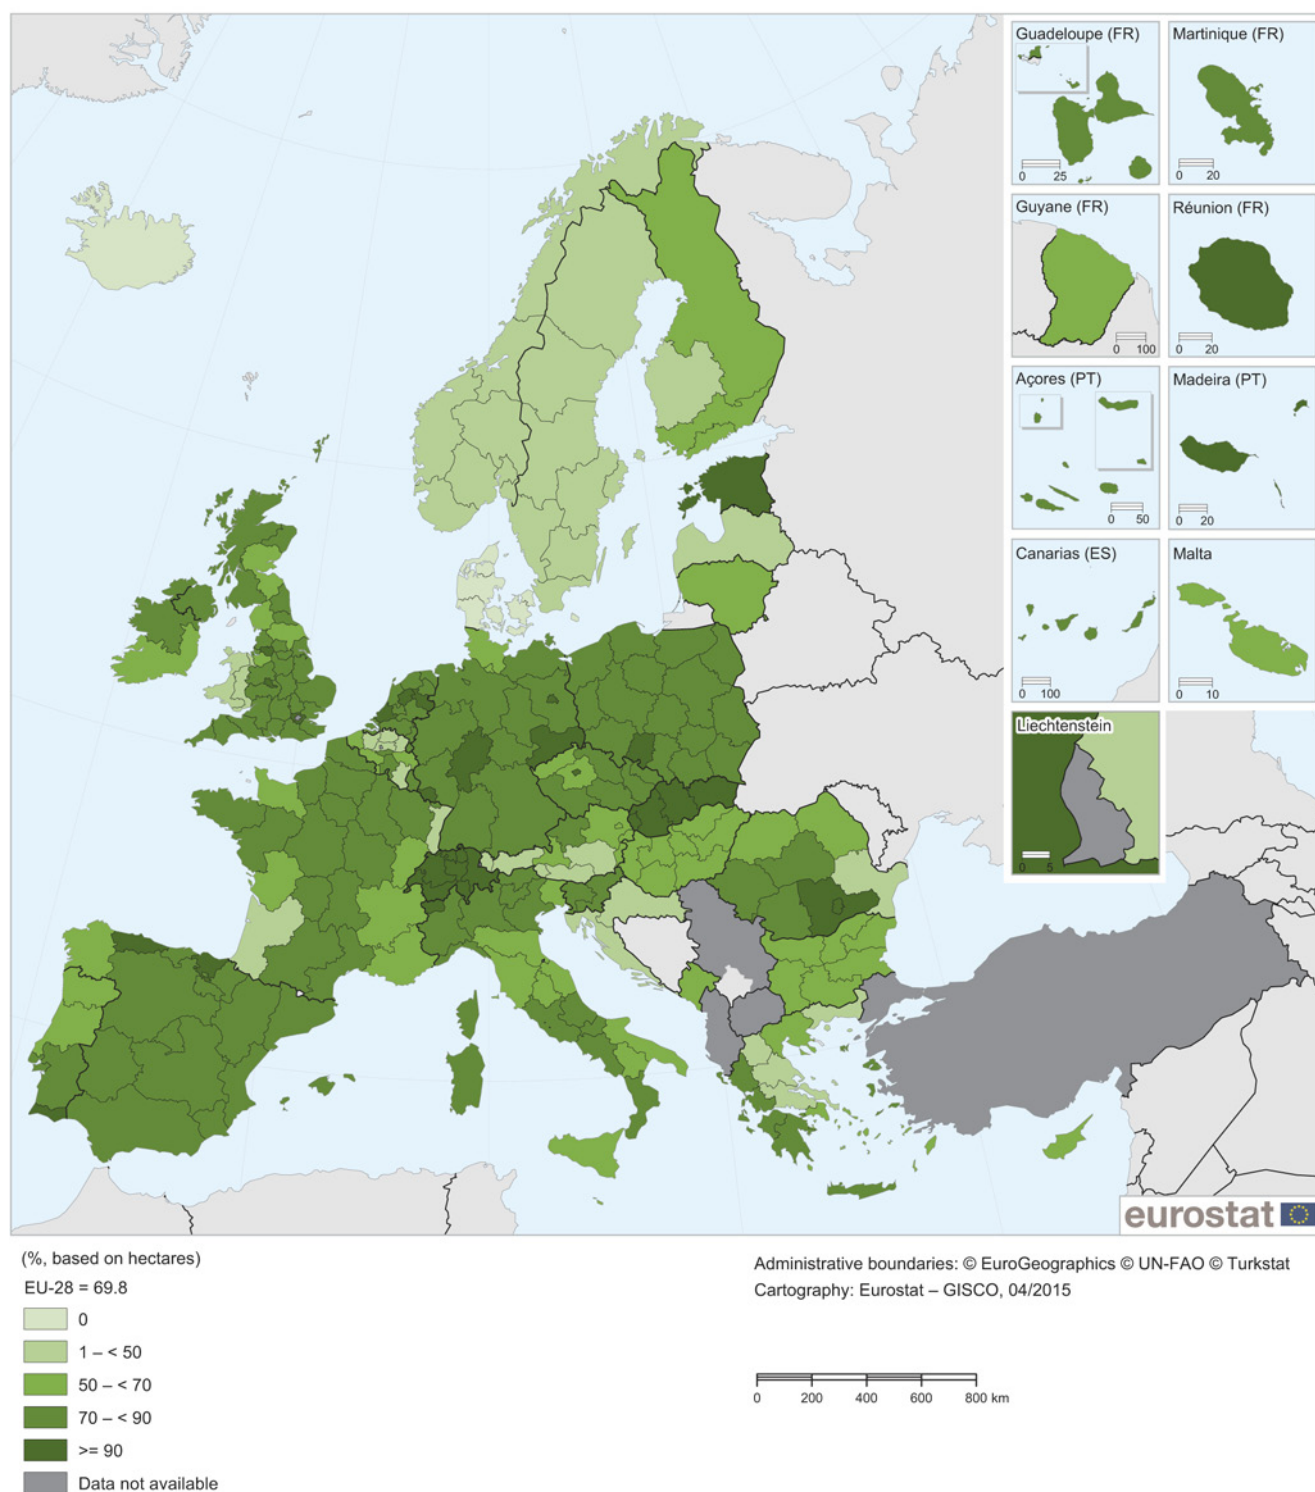 Guadeloupe (FR)
0 25
Martinique (FR)
0 20
Guyane (FR)
0 100
Réunion (FR)
0 20
Açores (PT)
0 50
Madeira (PT)
0 20
Canarias (ES)
0 100
Malta
0 10
Liechtenstein
0 5
eurostat
(%, based on hectares)
EU-28 = 69.8
0
1 – < 50
50 – < 70
70 – < 90
>= 90
Data not available
Administrative boundaries: © EuroGeographics © UN-FAO © Turkstat
Cartography: Eurostat – GISCO, 04/2015
0 200 400 600 800 km